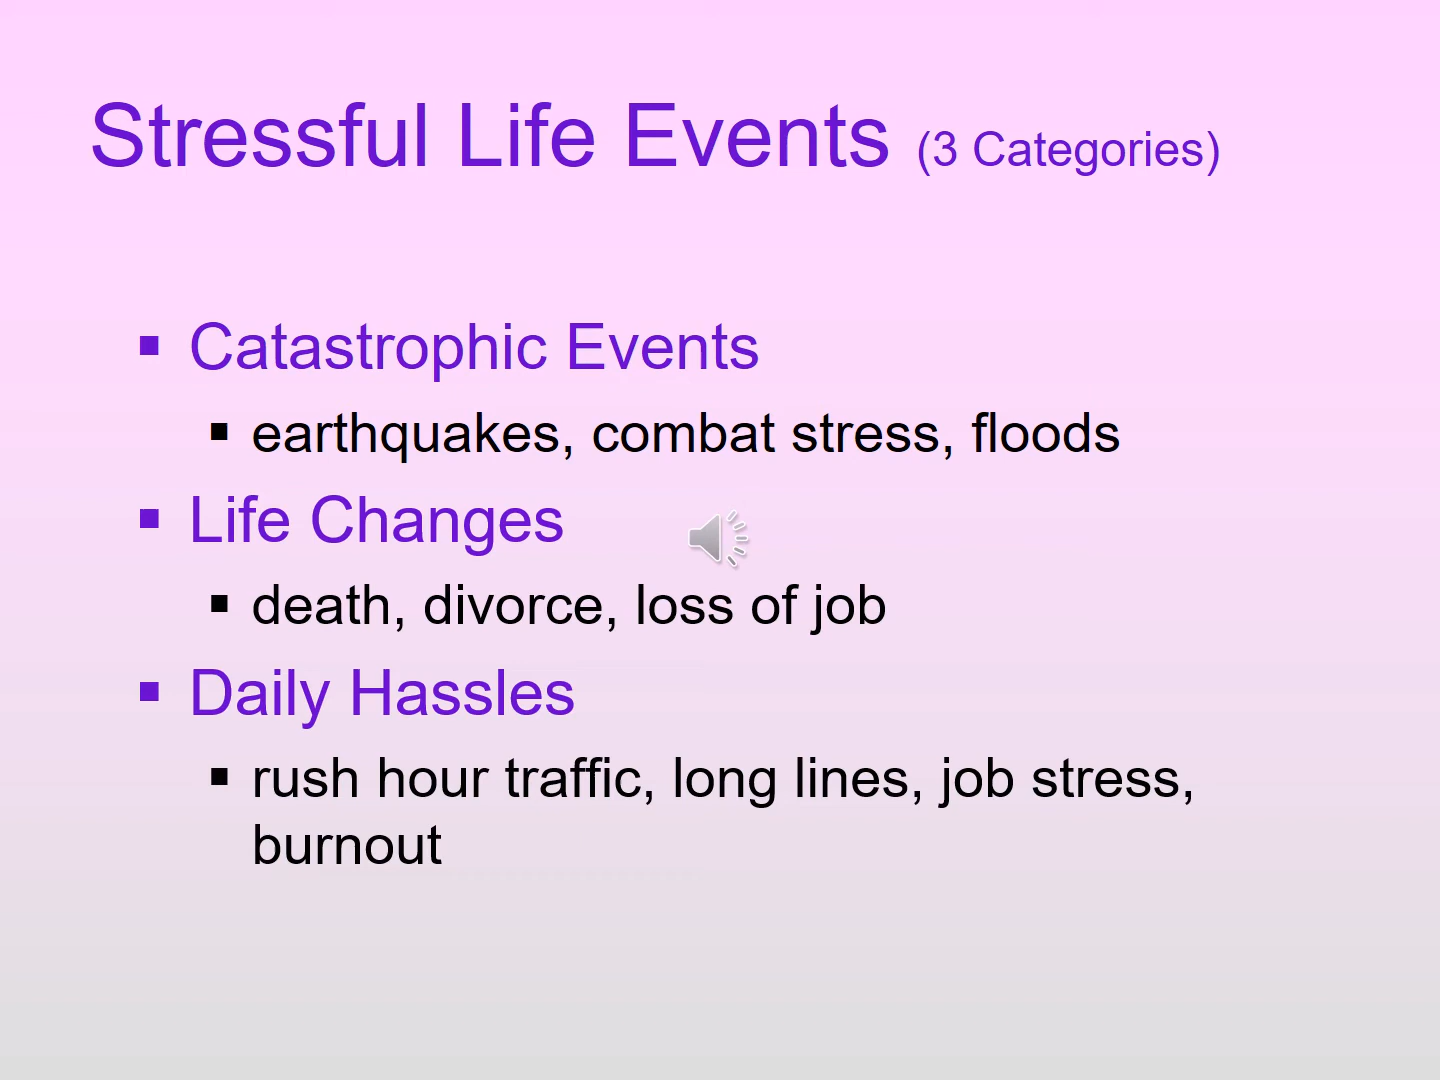 Stressful Life Events (3 Categories)
▪ Catastrophic Events
▪ earthquakes, combat stress, floods
▪ Life Changes
▪ death, divorce, loss of job
▪ Daily Hassles
▪ rush hour traffic, long lines, job stress,
burnout